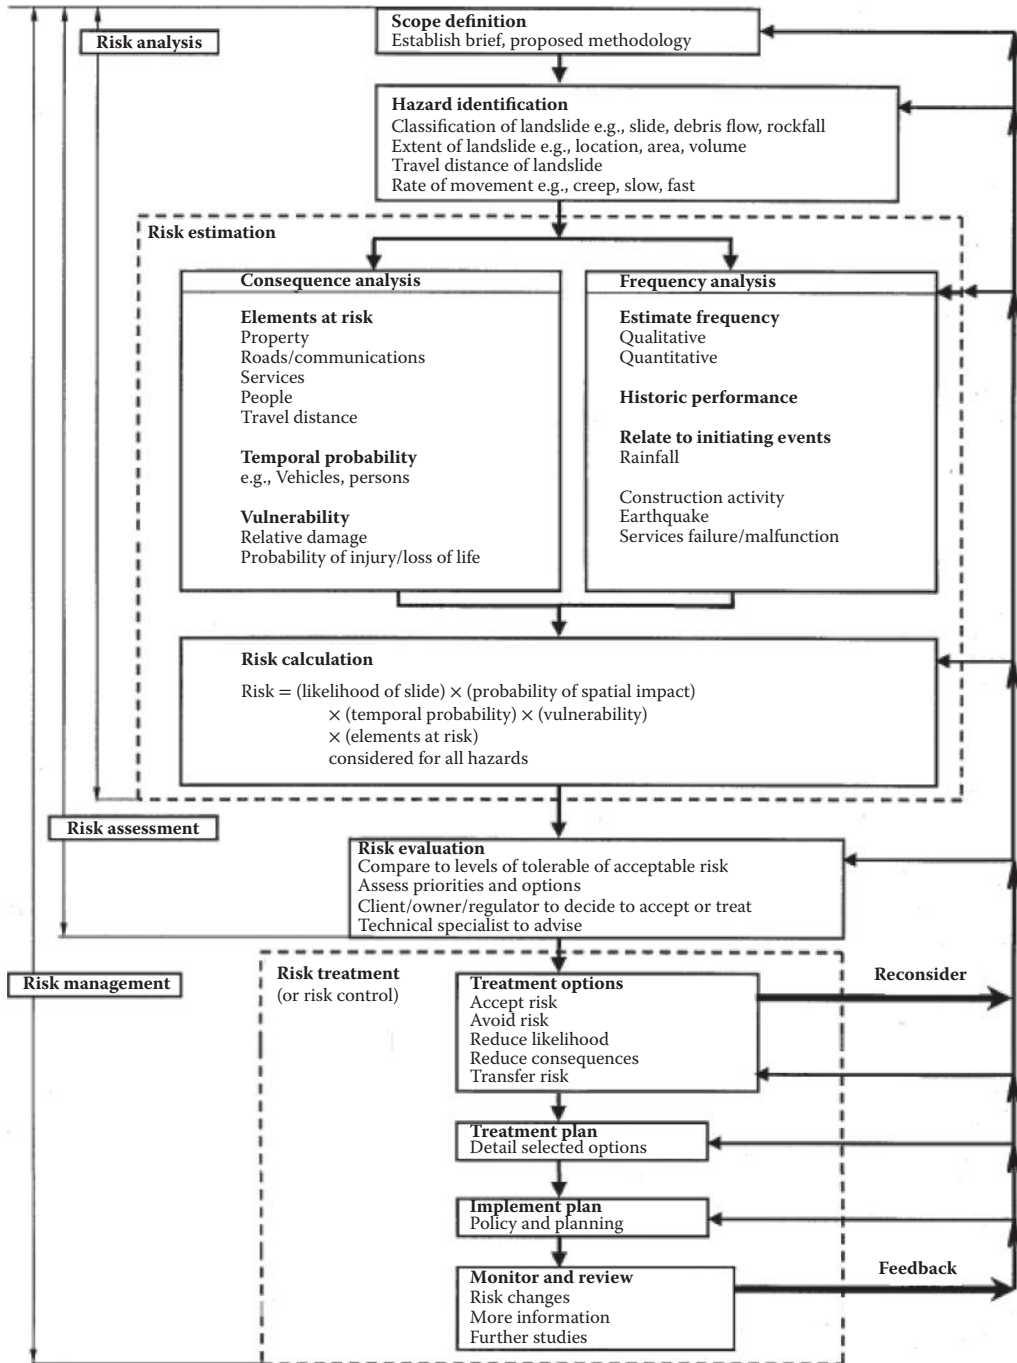 Risk analysis
Scope definition
Establish brief, proposed methodology
Hazard identification
Classification of landslide e.g., slide, debris flow, rockfall
Extent of landslide e.g., location, area, volume
Travel distance of landslide
Rate of movement e.g., creep, slow, fast
Risk estimation
Consequence analysis
Elements at risk
Property
Roads/communications
Services
People
Travel distance
Temporal probability
e.g., Vehicles, persons
Vulnerability
Relative damage
Probability of injury/loss of life
Frequency analysis
Estimate frequency
Qualitative
Quantitative
Historic performance
Relate to initiating events
Rainfall
Construction activity
Earthquake
Services failure/malfunction
Risk calculation
Risk = (likelihood of slide) × (probability of spatial impact)
× (temporal probability) × (vulnerability)
× (elements at risk)
considered for all hazards
Risk assessment
Risk evaluation
Compare to levels of tolerable of acceptable risk
Assess priorities and options
Client/owner/regulator to decide to accept or treat
Technical specialist to advise
Risk management
Risk treatment
(or risk control)
Treatment options
Accept risk
Avoid risk
Reduce likelihood
Reduce consequences
Transfer risk
Reconsider
Treatment plan
Detail selected options
Implement plan
Policy and planning
Monitor and review
Risk changes
More information
Further studies
Feedback